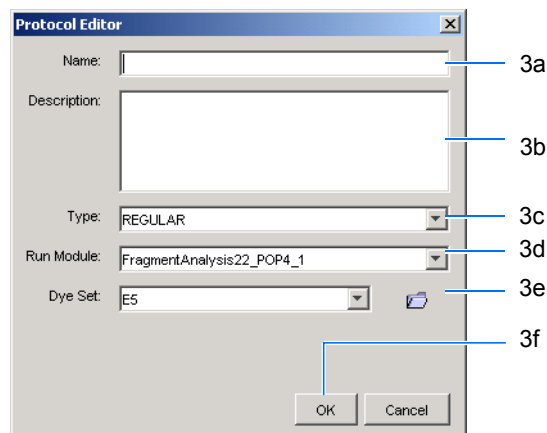 Protocol Editor
Name: 3a
Description: 3b
Type: REGULAR 3c
Run Module: FragmentAnalysis22_POP4_1 3d
Dye Set: E5 3e
3f
OK Cancel